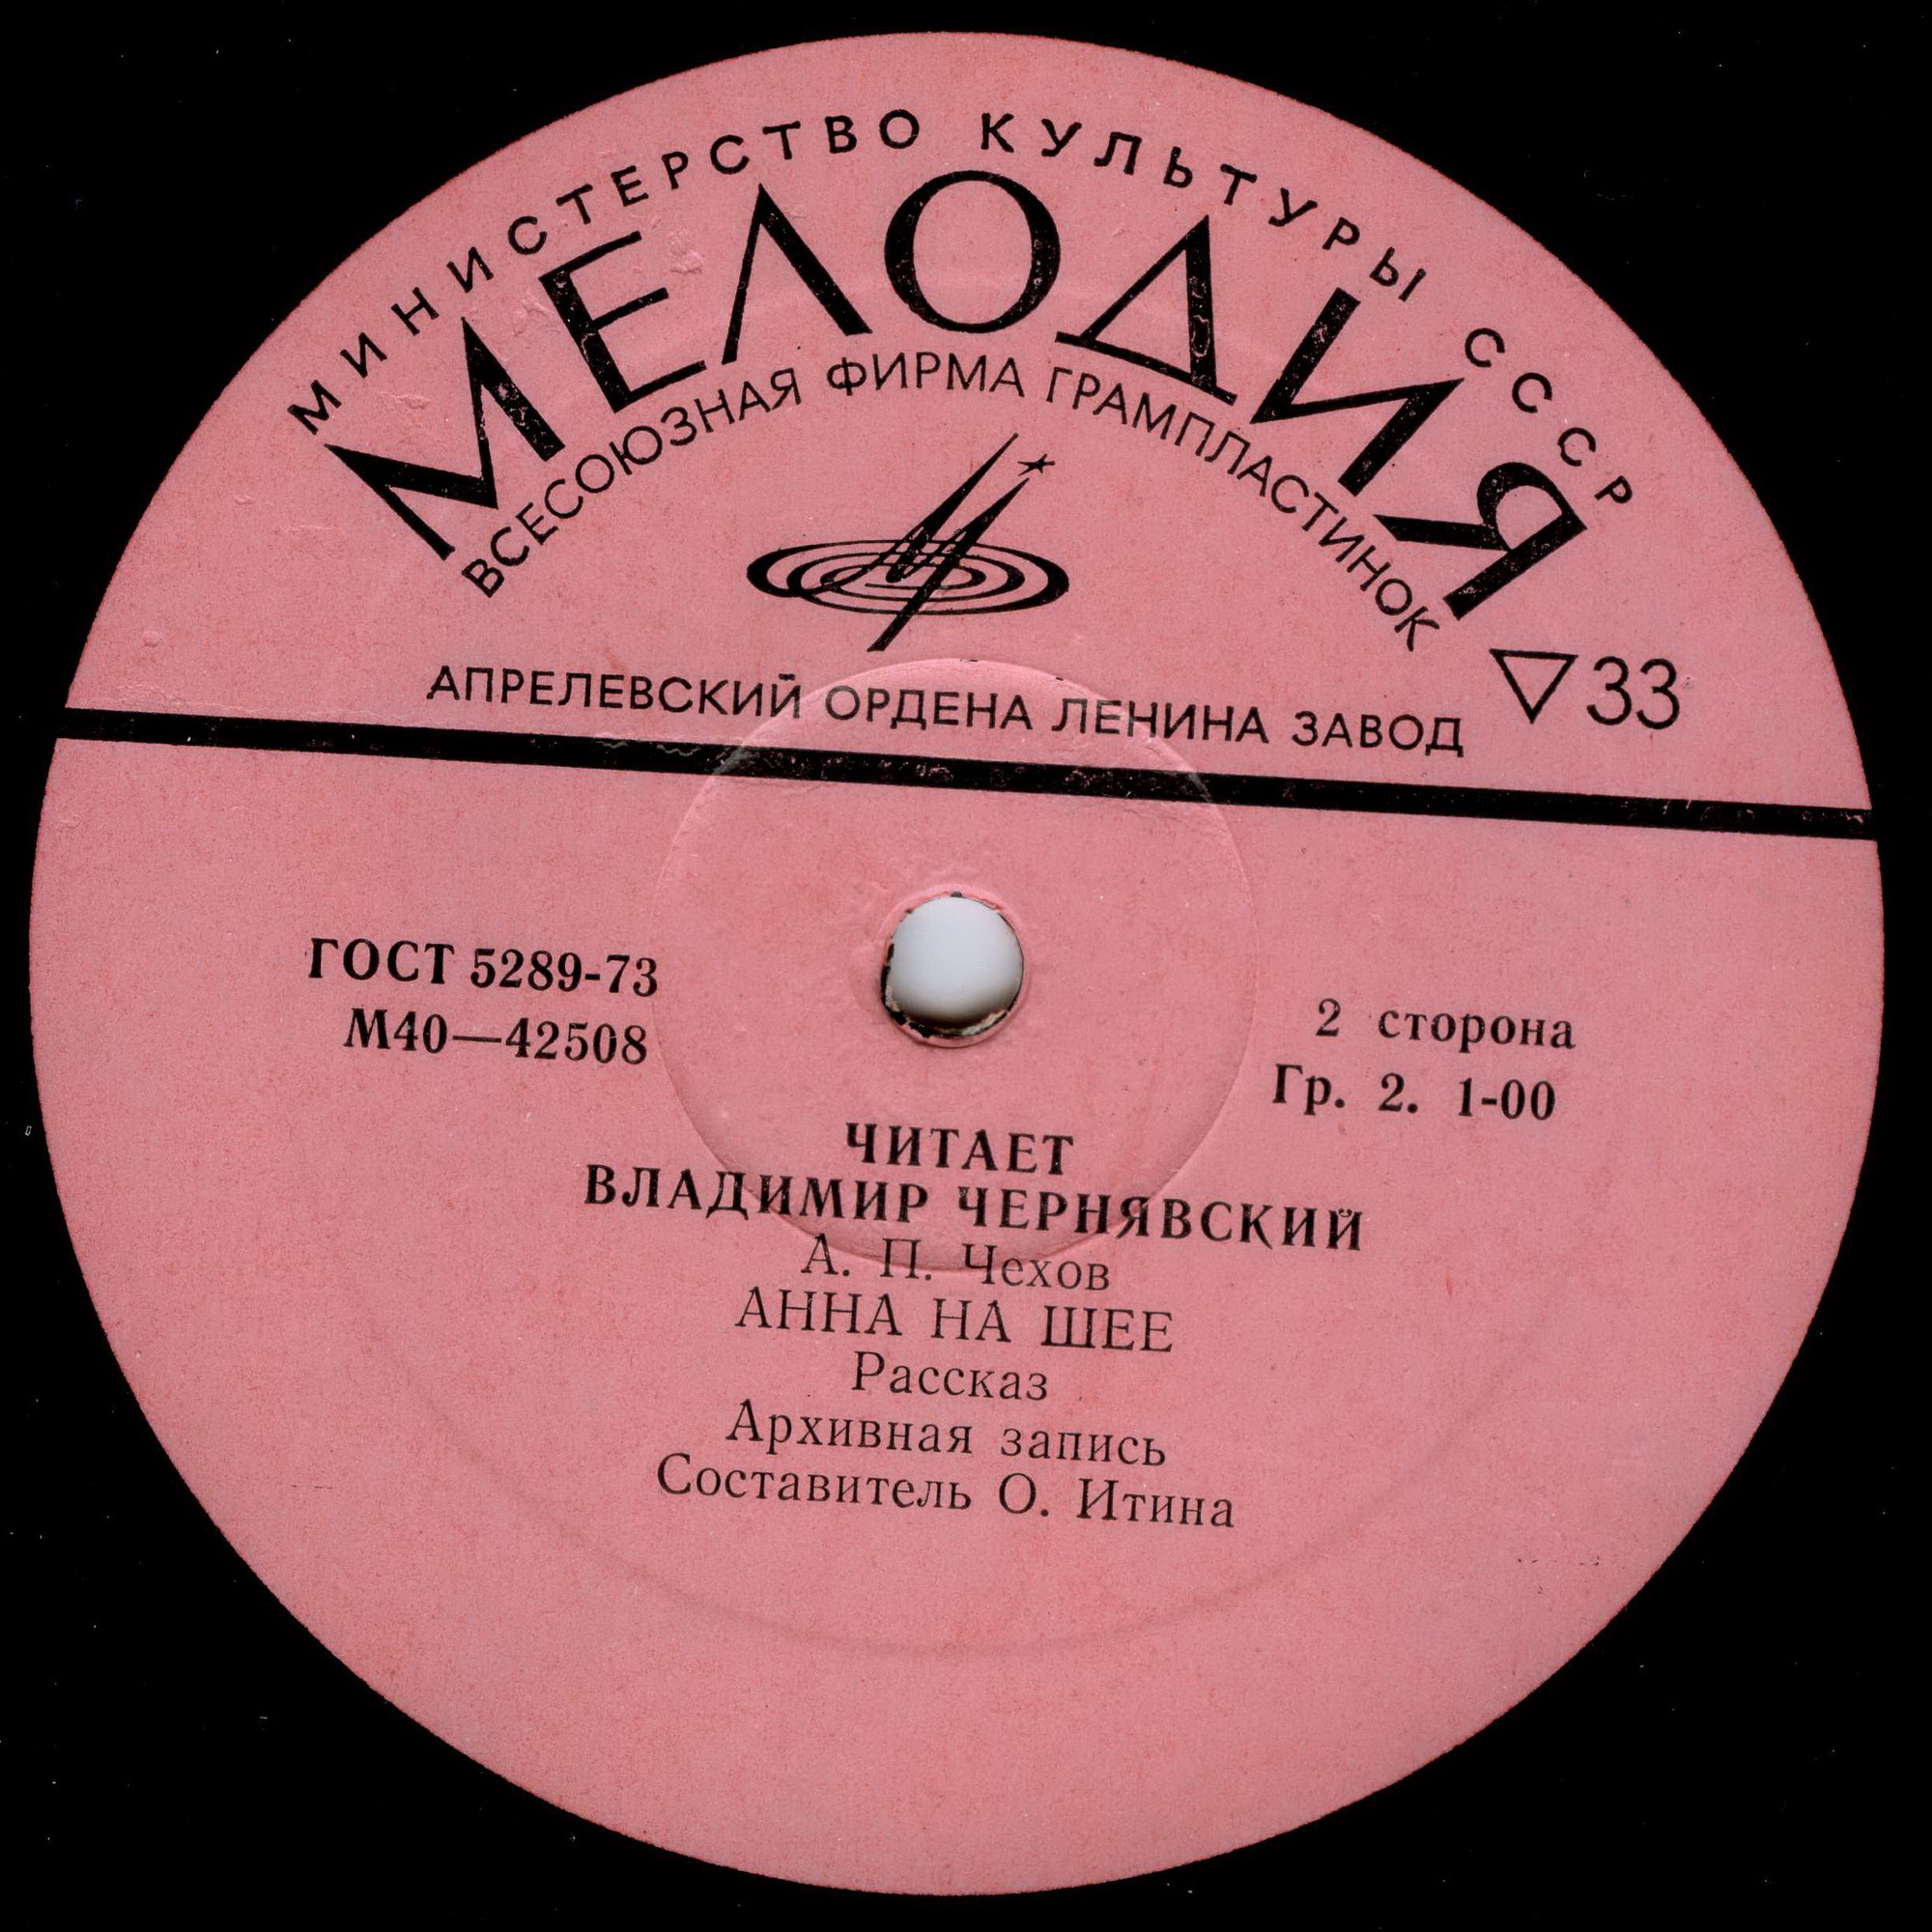 МИНИСТЕРСТВО КУЛЬТУРЫ СССР
МЕЛОДИЯ
ВСЕСОЮЗНАЯ ФИРМА ГРАМПЛАСТИНОК
АПРЕЛЕВСКИЙ ОРДЕНА ЛЕНИНА ЗАВОД
▽33
ГОСТ 5289-73
М40—42508
2 сторона
Гр. 2. 1-00
ЧИТАЕТ
ВЛАДИМИР ЧЕРНЯВСКИЙ
А. П. Чехов
АННА НА ШЕЕ
Рассказ
Архивная запись
Составитель О. Итина